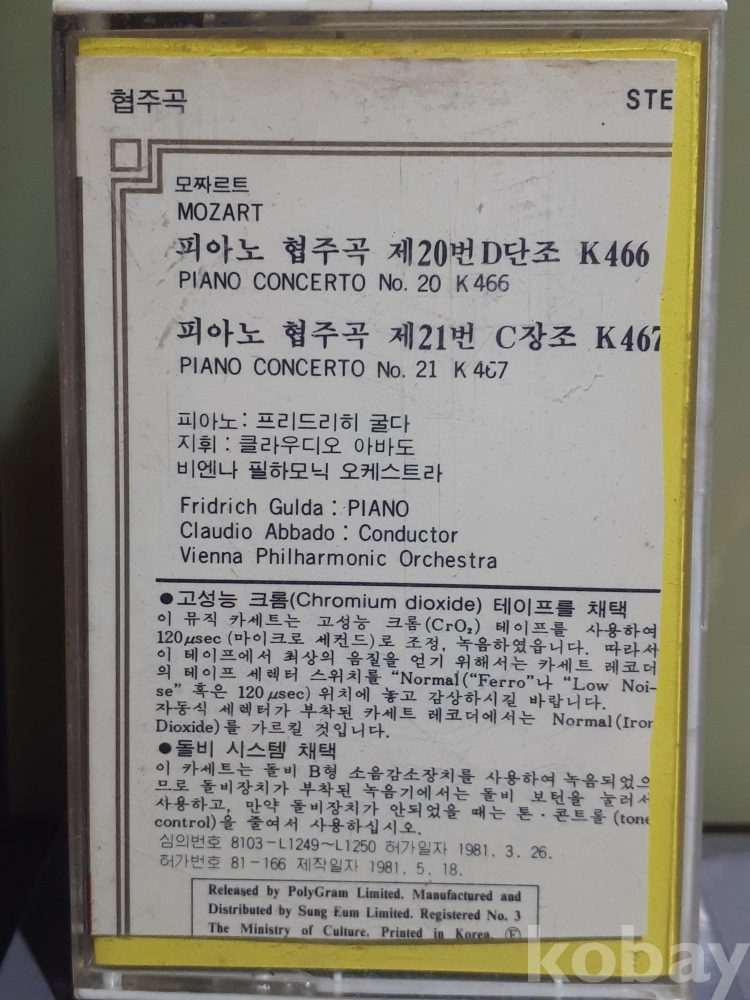 협주곡
STE
모짜르트
MOZART
피아노 협주곡 제20번D단조 K466
PIANO CONCERTO No. 20 K466
피아노 협주곡 제21번 C장조 K467
PIANO CONCERTO No. 21 K467
피아노: 프리드리히 굴다
지휘: 클라우디오 아바도
비엔나 필하모닉 오케스트라
Fridrich Gulda : PIANO
Claudio Abbado : Conductor
Vienna Philharmonic Orchestra
●고성능 크롬(Chromium dioxide) 테이프를 채택
이 뮤직 카세트는 고성능 크롬(CrO₂) 테이프를 사용하여
120μsec (마이크로 세컨드)로 조정, 녹음하였읍니다. 따라서
이 테이프에서 최상의 음질을 얻기 위해서는 카세트 레코더
의 테이프 세렉터 스위치를 “Normal(“Ferro”나 “Low Noi-
se” 혹은 120μsec) 위치에 놓고 감상하시길 바랍니다.
자동식 세렉터가 부착된 카세트 레코더에서는 Normal(Iron
Dioxide)를 가르킬 것입니다.
●돌비 시스템 채택
이 카세트는 돌비 B형 소음감소장치를 사용하여 녹음되었으
므로 돌비장치가 부착된 녹음기에서는 돌비 보턴을 눌러서
사용하고, 만약 돌비장치가 안되었을 때는 톤·콘트롤 (tone
control)을 줄여서 사용하십시오.
심의번호 8103-L1249~L1250 허가일자 1981. 3. 26.
허가번호 81-166 제작일자 1981. 5. 18.
Released by PolyGram Limited. Manufactured and
Distributed by Sung Eum Limited. Registered No. 3
The Ministry of Culture. Printed in Korea. Ⓔ
kobay